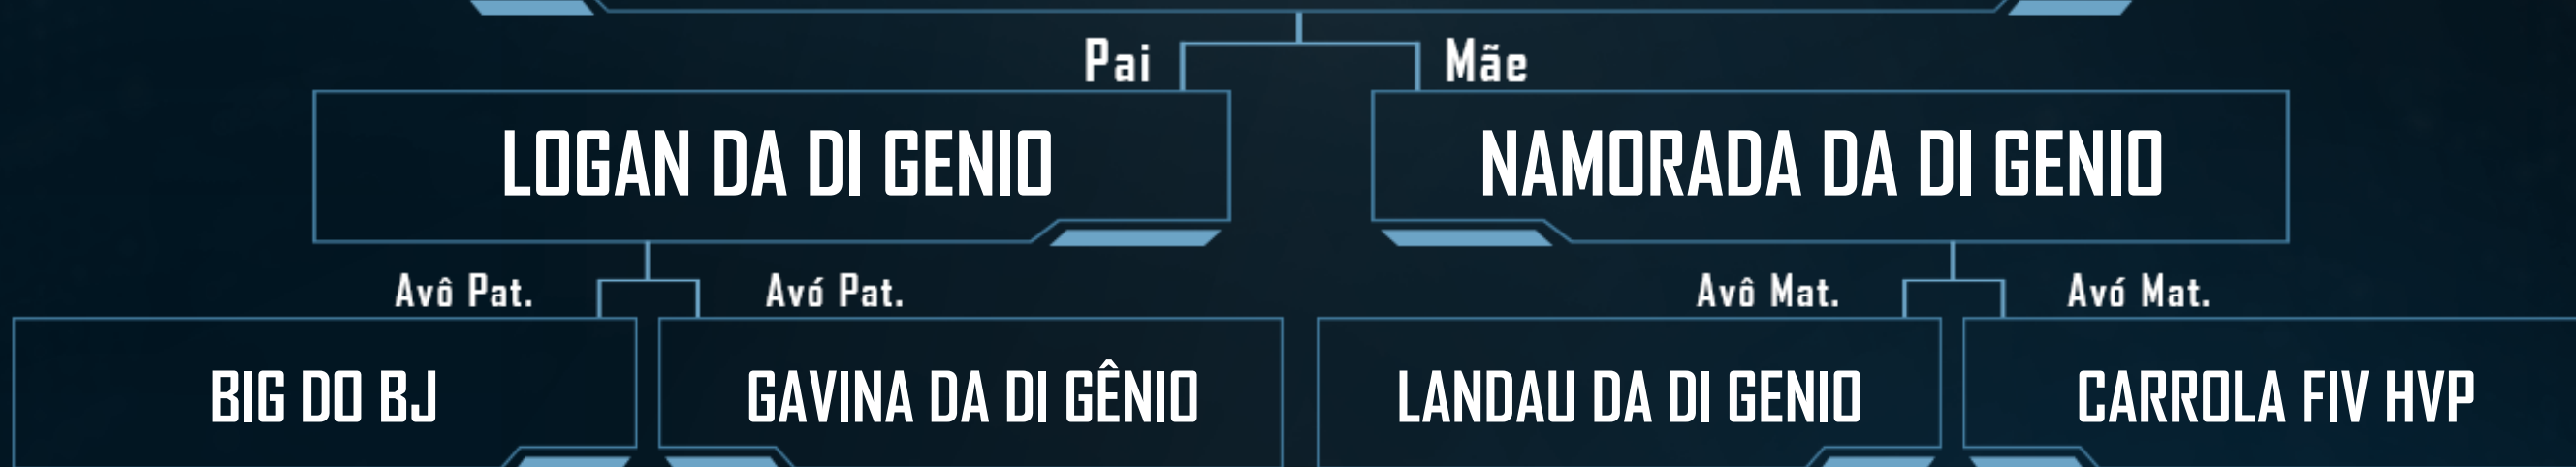 Pai
Mãe
LOGAN DA DI GENIO
NAMORADA DA DI GENIO
Avô Pat.
Avó Pat.
Avô Mat.
Avó Mat.
BIG DO BJ
GAVINA DA DI GÊNIO
LANDAU DA DI GENIO
CARROLA FIV HVP